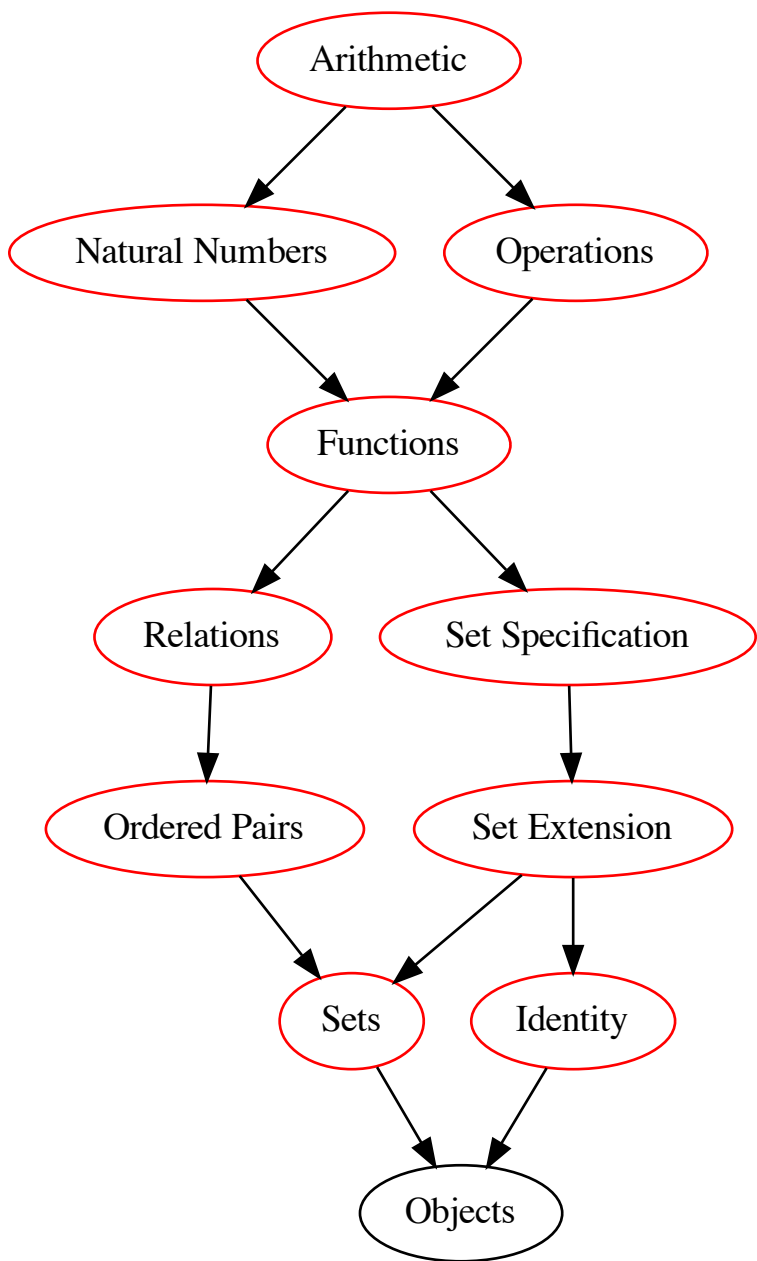 Arithmetic
Natural Numbers
Operations
Functions
Relations
Set Specification
Ordered Pairs
Set Extension
Sets
Identity
Objects